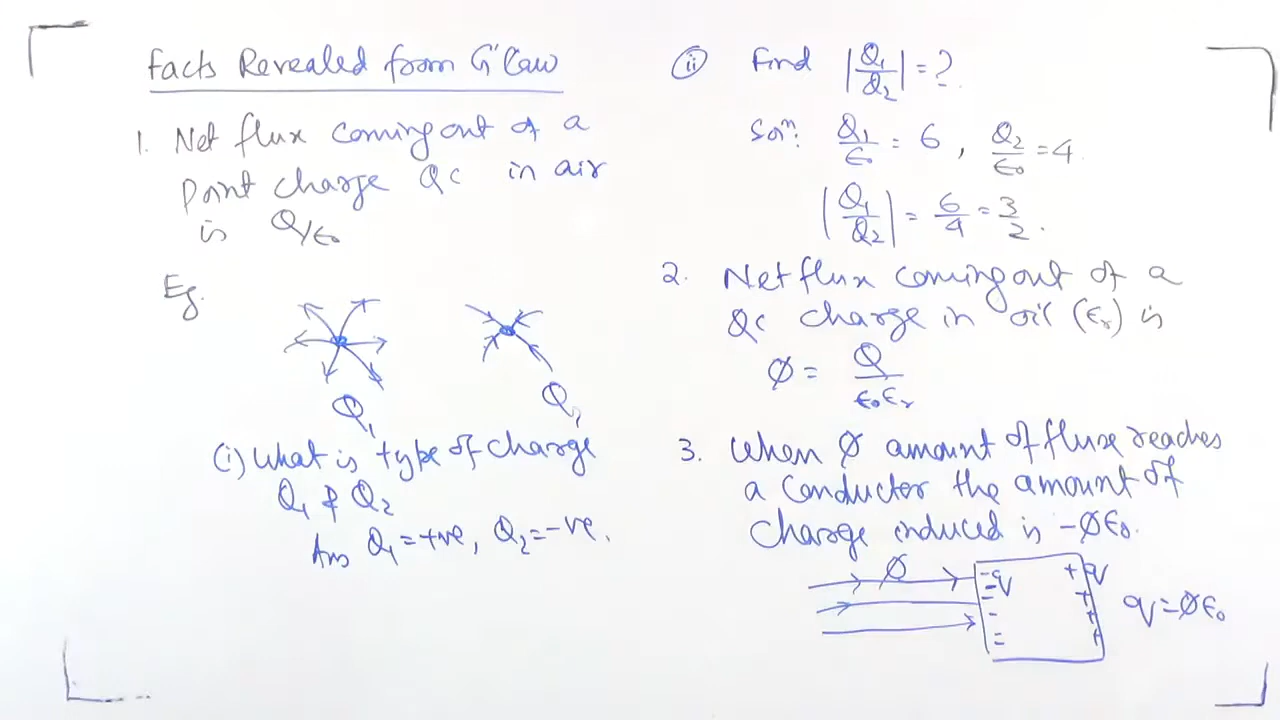 Facts Revealed from G'Law
1. Net flux coming out of a
point charge QC in air
is Q/ε₀
Eg.
Q₁
Q₂
(i) What is type of charge
Q₁ & Q₂
Ans Q₁ = +ve, Q₂ = -ve.
(ii) Find |Q₁/Q₂| = ?
Soln: Q₁/ε₀ = 6, Q₂/ε₀ = 4.
|Q₁/Q₂| = 6/4 = 3/2.
2. Net flux coming out of a
QC charge in oil (εr) is
Ø = Q/ε₀εr
3. When Ø amount of flux reaches
a conductor the amount of
charge induced is -Øε₀.
Ø
-q +q
q = Øε₀